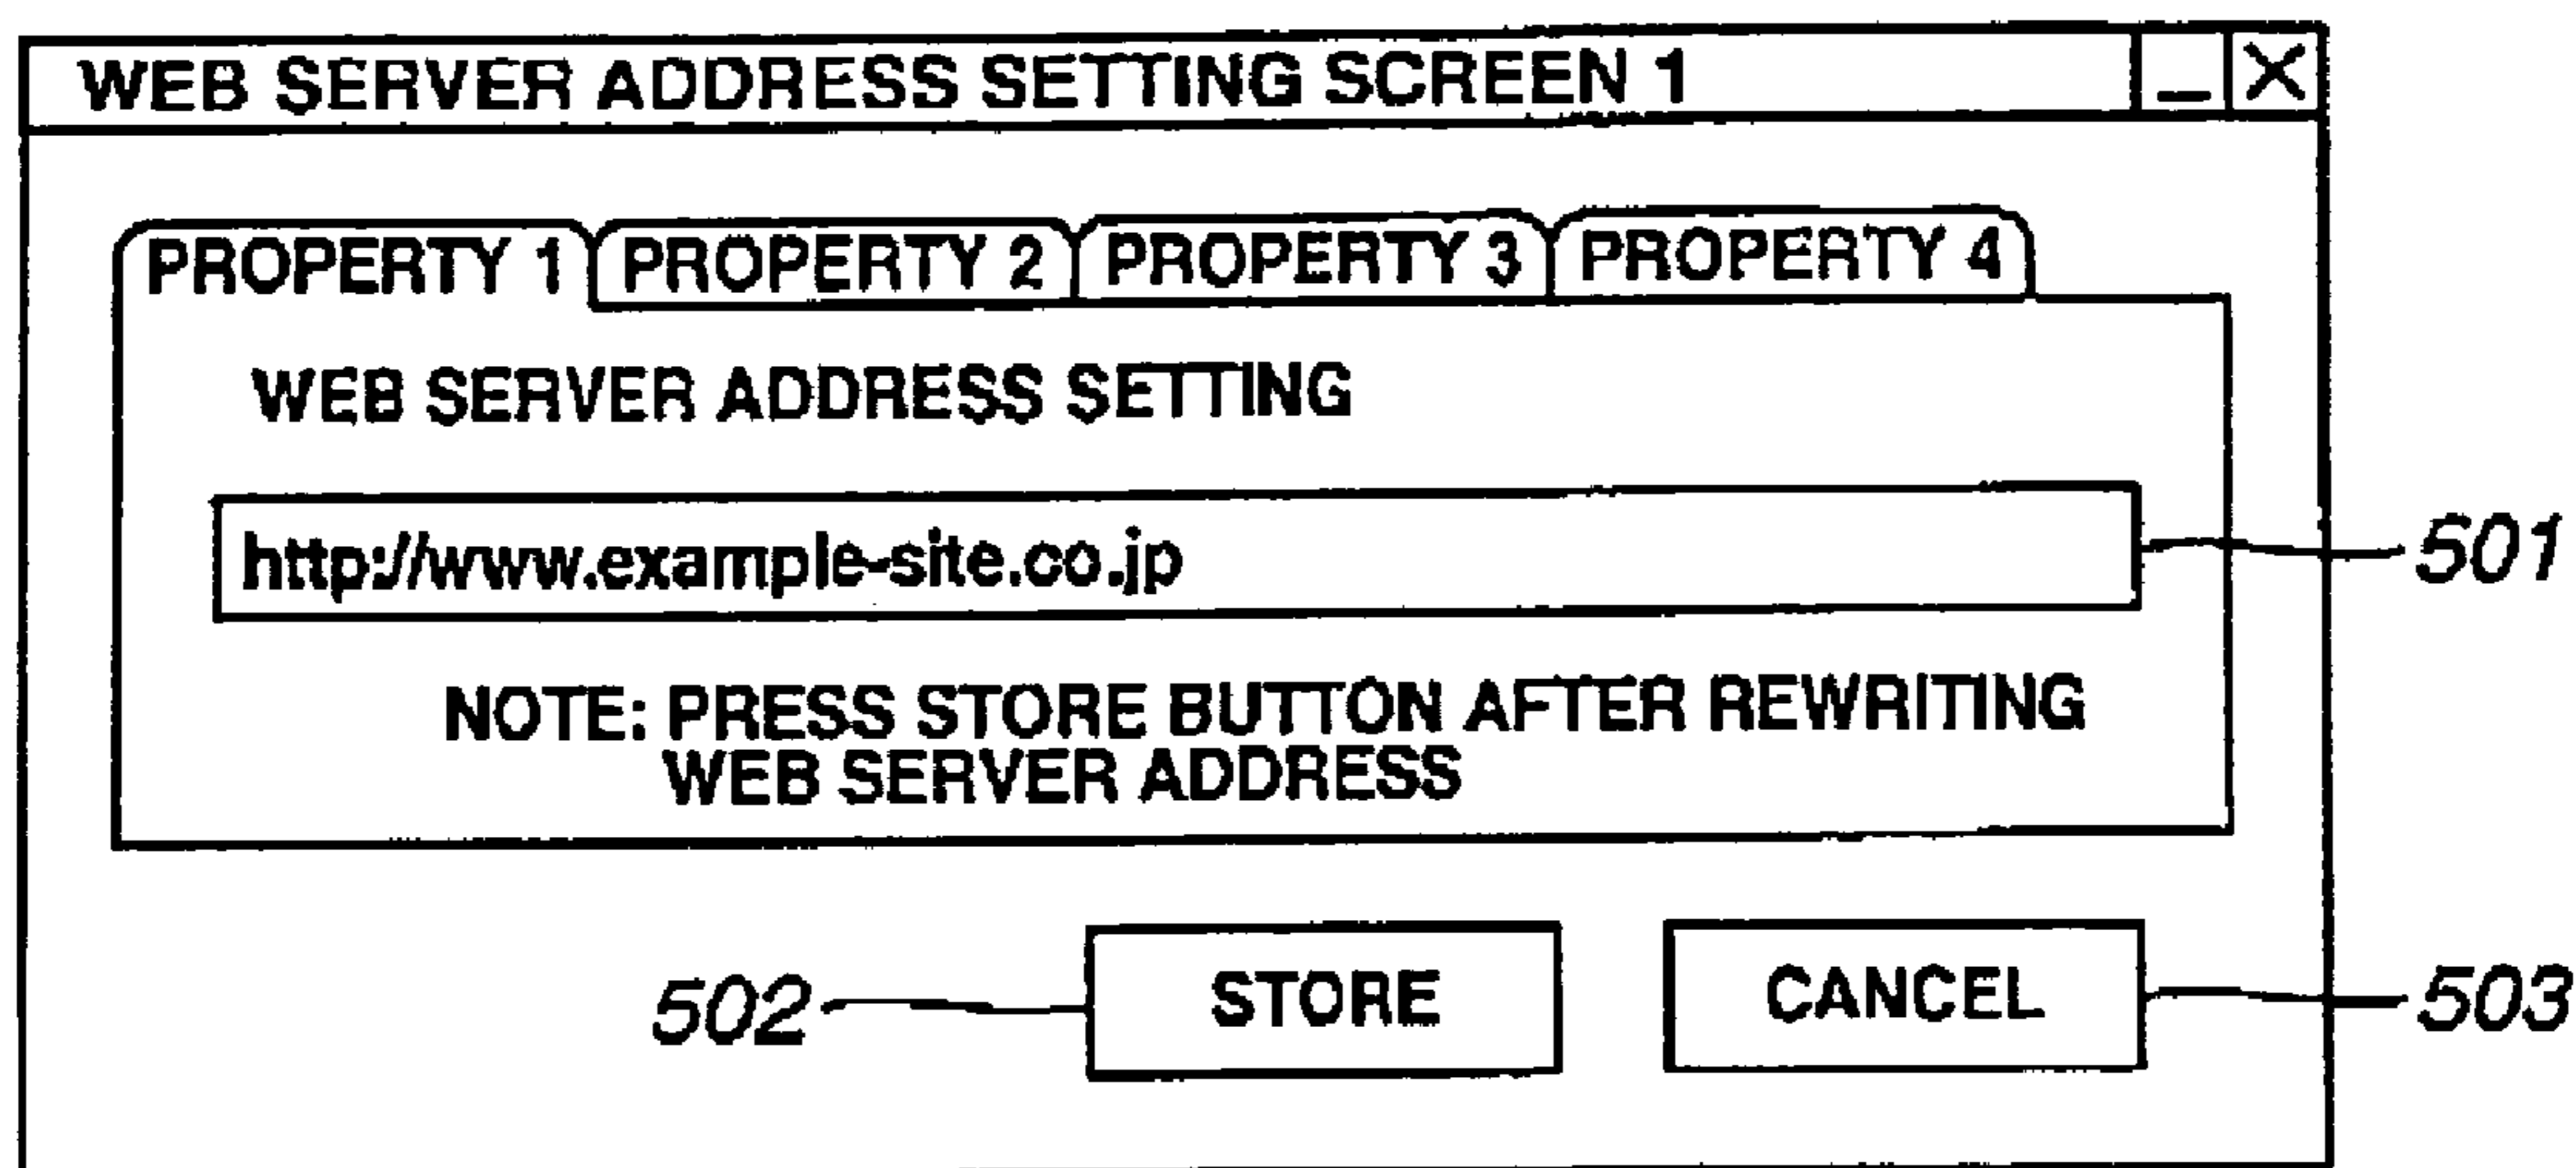 WEB SERVER ADDRESS SETTING SCREEN 1
PROPERTY 1 PROPERTY 2 PROPERTY 3 PROPERTY 4
WEB SERVER ADDRESS SETTING
http://www.example-site.co.jp
501
NOTE: PRESS STORE BUTTON AFTER REWRITING
WEB SERVER ADDRESS
502 STORE CANCEL 503